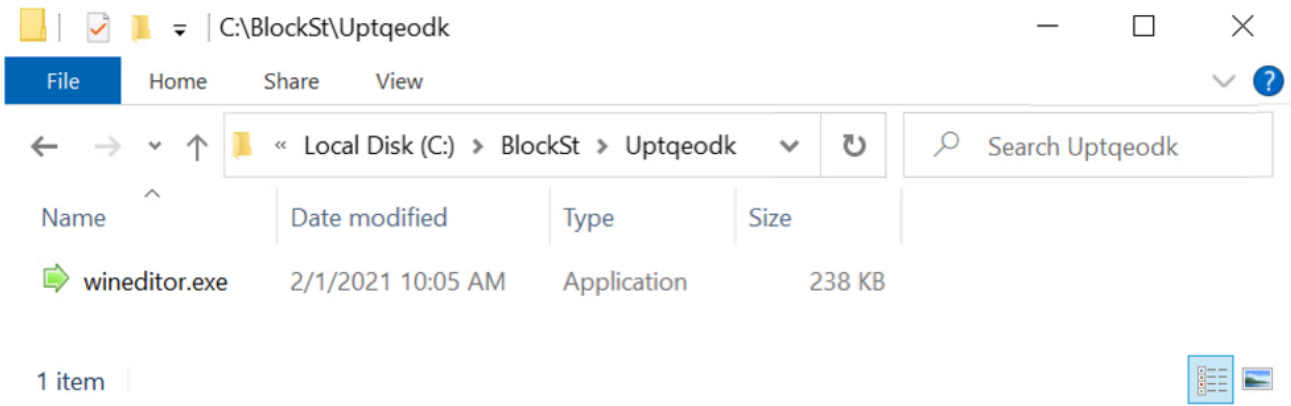 C:\BlockSt\Uptqeodk
File Home Share View ?
« Local Disk (C:) > BlockSt > Uptqeodk Search Uptqeodk
Name Date modified Type Size
wineditor.exe 2/1/2021 10:05 AM Application 238 KB
1 item